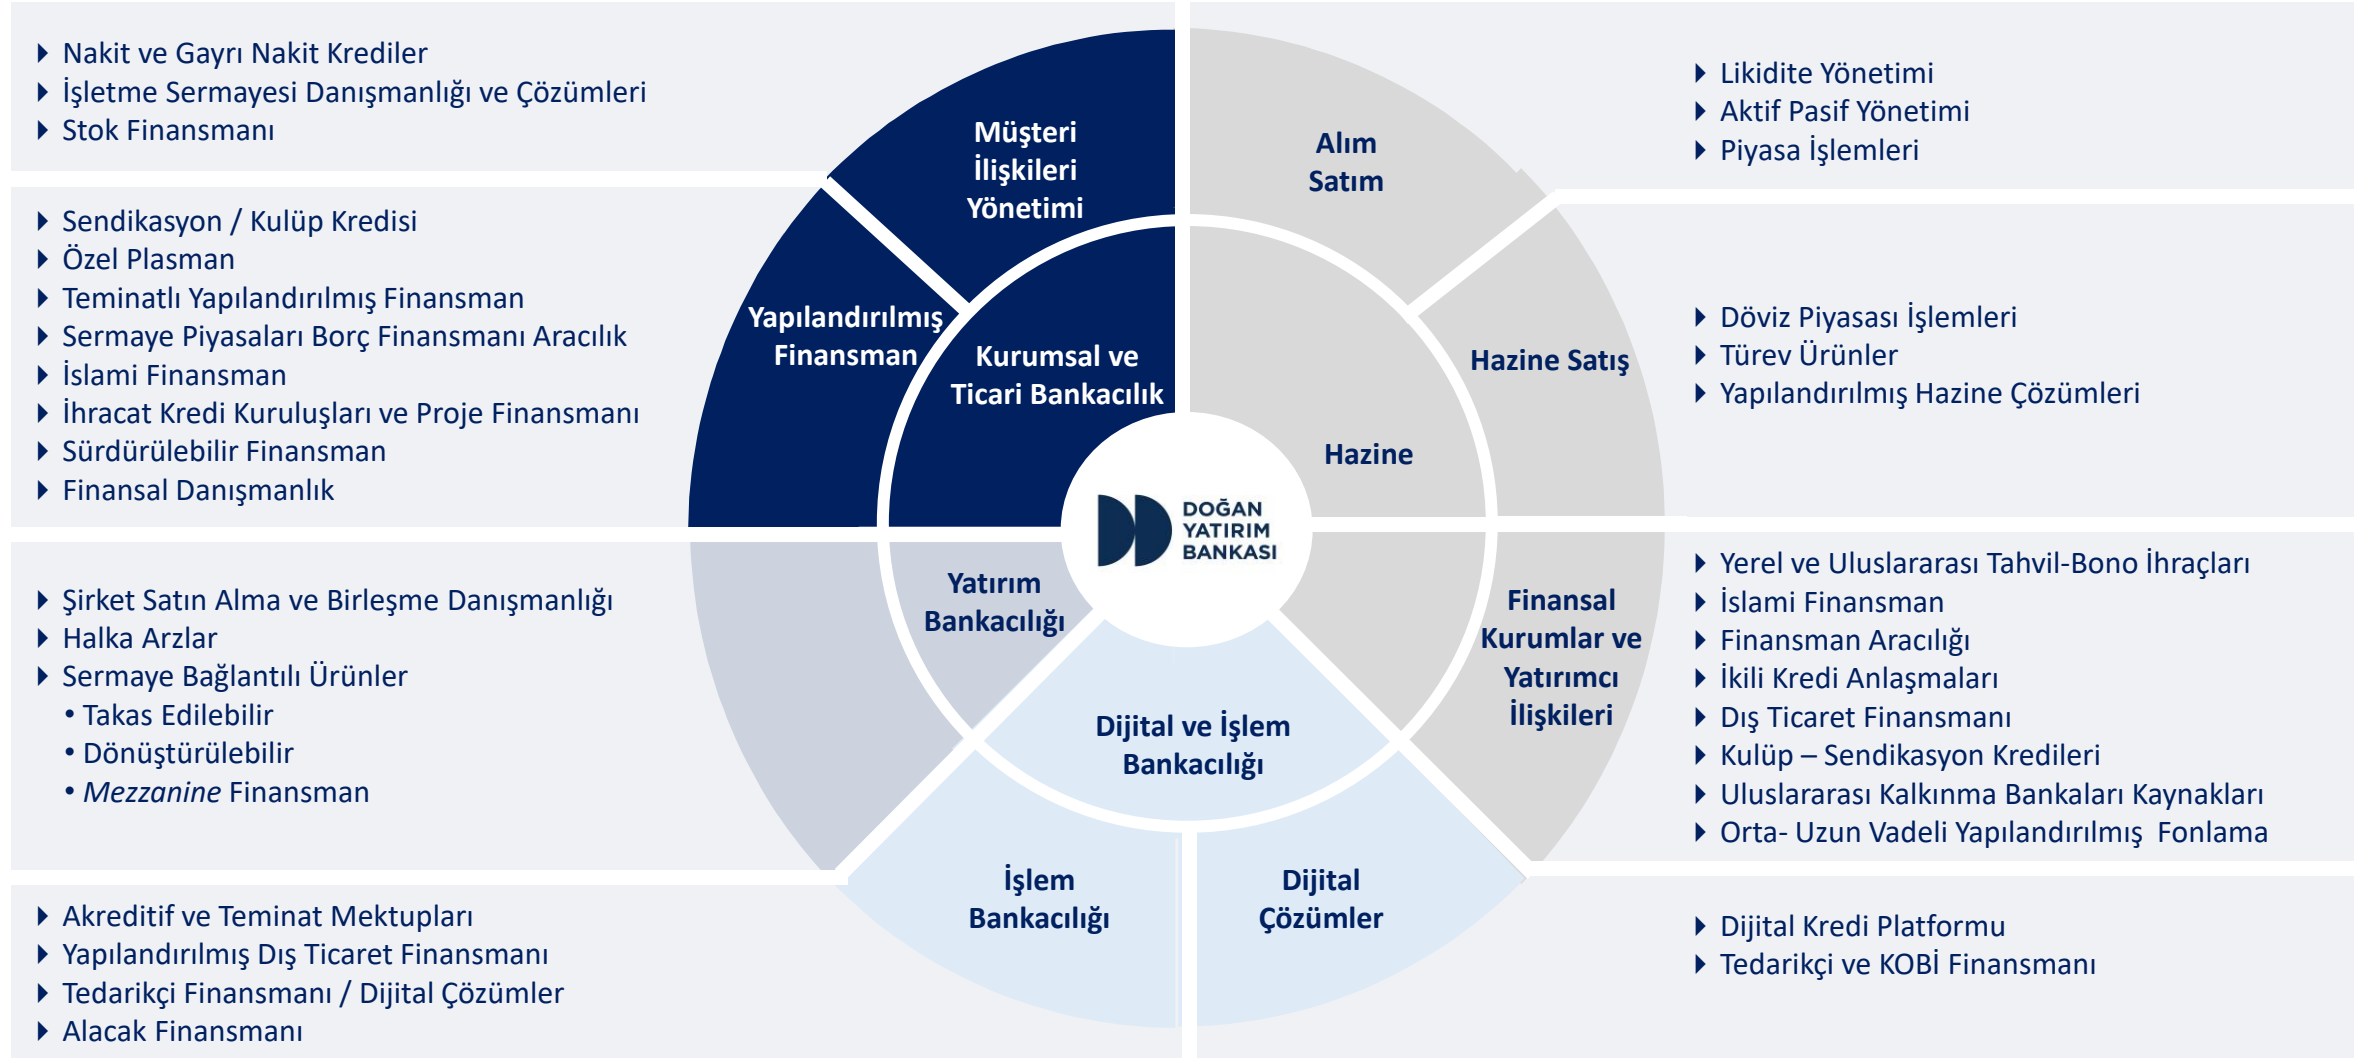 Nakit ve Gayrı Nakit Krediler
İşletme Sermayesi Danışmanlığı ve Çözümleri
Stok Finansmanı
Sendikasyon / Kulüp Kredisi
Özel Plasman
Teminatlı Yapılandırılmış Finansman
Sermaye Piyasaları Borç Finansmanı Aracılık
İslami Finansman
İhracat Kredi Kuruluşları ve Proje Finansmanı
Sürdürülebilir Finansman
Finansal Danışmanlık
Şirket Satın Alma ve Birleşme Danışmanlığı
Halka Arzlar
Sermaye Bağlantılı Ürünler
• Takas Edilebilir
• Dönüştürülebilir
• Mezzanine Finansman
Akreditif ve Teminat Mektupları
Yapılandırılmış Dış Ticaret Finansmanı
Tedarikçi Finansmanı / Dijital Çözümler
Alacak Finansmanı
Müşteri
İlişkileri
Yönetimi
Yapılandırılmış
Finansman
Kurumsal ve
Ticari Bankacılık
Alım
Satım
Hazine Satış
Hazine
DOĞAN
YATIRIM
BANKASI
Yatırım
Bankacılığı
Finansal
Kurumlar ve
Yatırımcı
İlişkileri
Dijital ve İşlem
Bankacılığı
İşlem
Bankacılığı
Dijital
Çözümler
Likidite Yönetimi
Aktif Pasif Yönetimi
Piyasa İşlemleri
Döviz Piyasası İşlemleri
Türev Ürünler
Yapılandırılmış Hazine Çözümleri
Yerel ve Uluslararası Tahvil-Bono İhraçları
İslami Finansman
Finansman Aracılığı
İkili Kredi Anlaşmaları
Dış Ticaret Finansmanı
Kulüp – Sendikasyon Kredileri
Uluslararası Kalkınma Bankaları Kaynakları
Orta- Uzun Vadeli Yapılandırılmış Fonlama
Dijital Kredi Platformu
Tedarikçi ve KOBİ Finansmanı